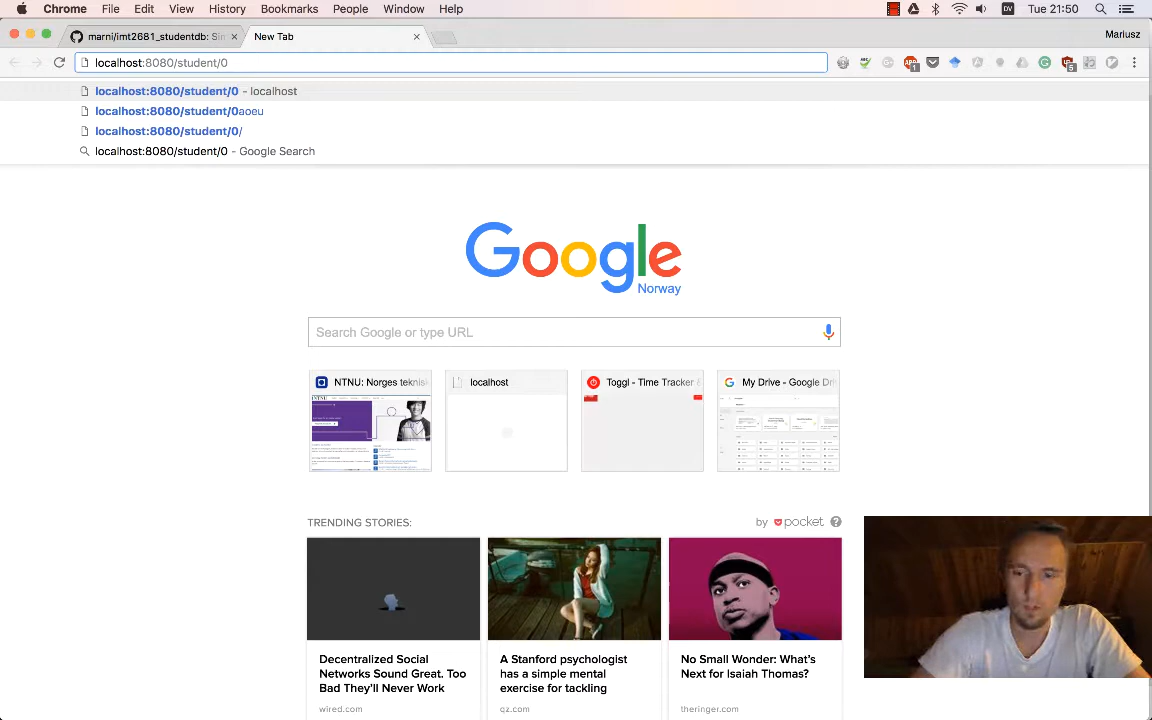 Chrome File Edit View History Bookmarks People Window Help DV Tue 21:50
marni/imt2681_studentdb: Sim New Tab Mariusz
localhost:8080/student/0
localhost:8080/student/0 - localhost
localhost:8080/student/0aoeu
localhost:8080/student/0/
localhost:8080/student/0 - Google Search
Google
Norway
Search Google or type URL
NTNU: Norges teknisk localhost Toggl - Time Tracker & My Drive - Google Dri
TRENDING STORIES: by pocket ?
Decentralized Social
Networks Sound Great. Too
Bad They'll Never Work
wired.com
A Stanford psychologist
has a simple mental
exercise for tackling
qz.com
No Small Wonder: What's
Next for Isaiah Thomas?
theringer.com